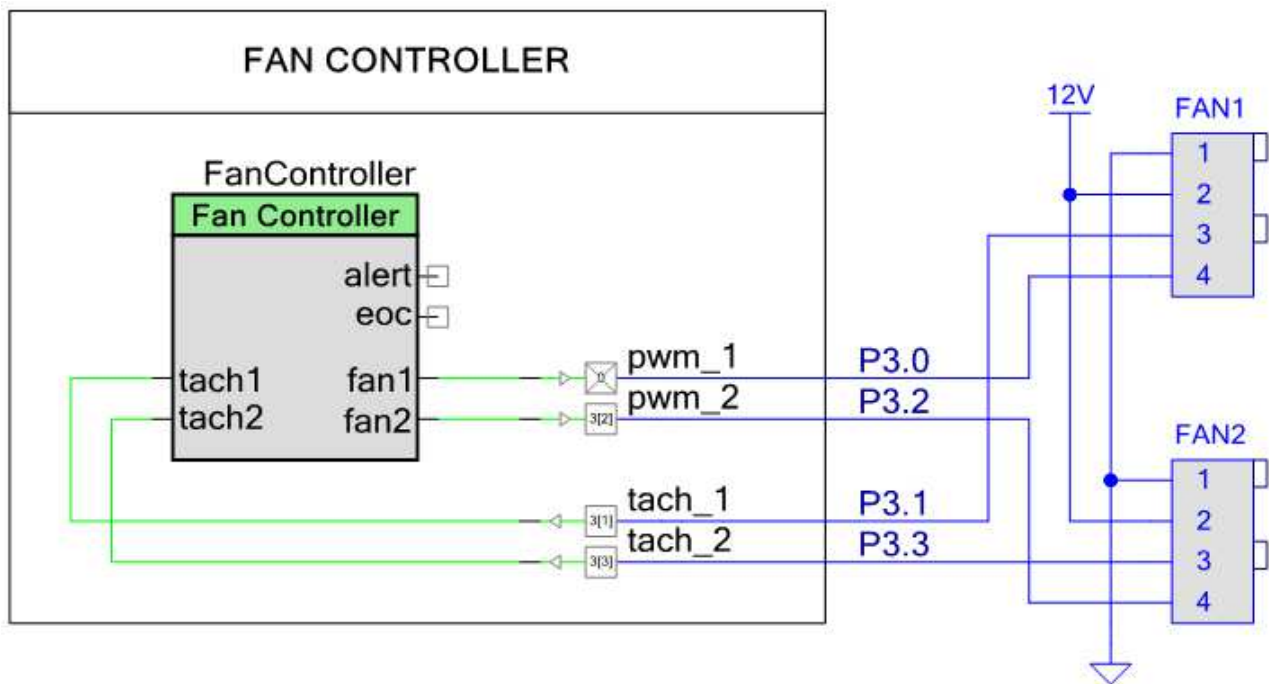 FAN CONTROLLER
12V
FAN1
1
2
3
4
FanController
Fan Controller
alert
eoc
tach1
tach2
fan1
fan2
pwm_1
P3.0
3[2]
pwm_2
P3.2
3[1]
tach_1
P3.1
3[3]
tach_2
P3.3
FAN2
1
2
3
4